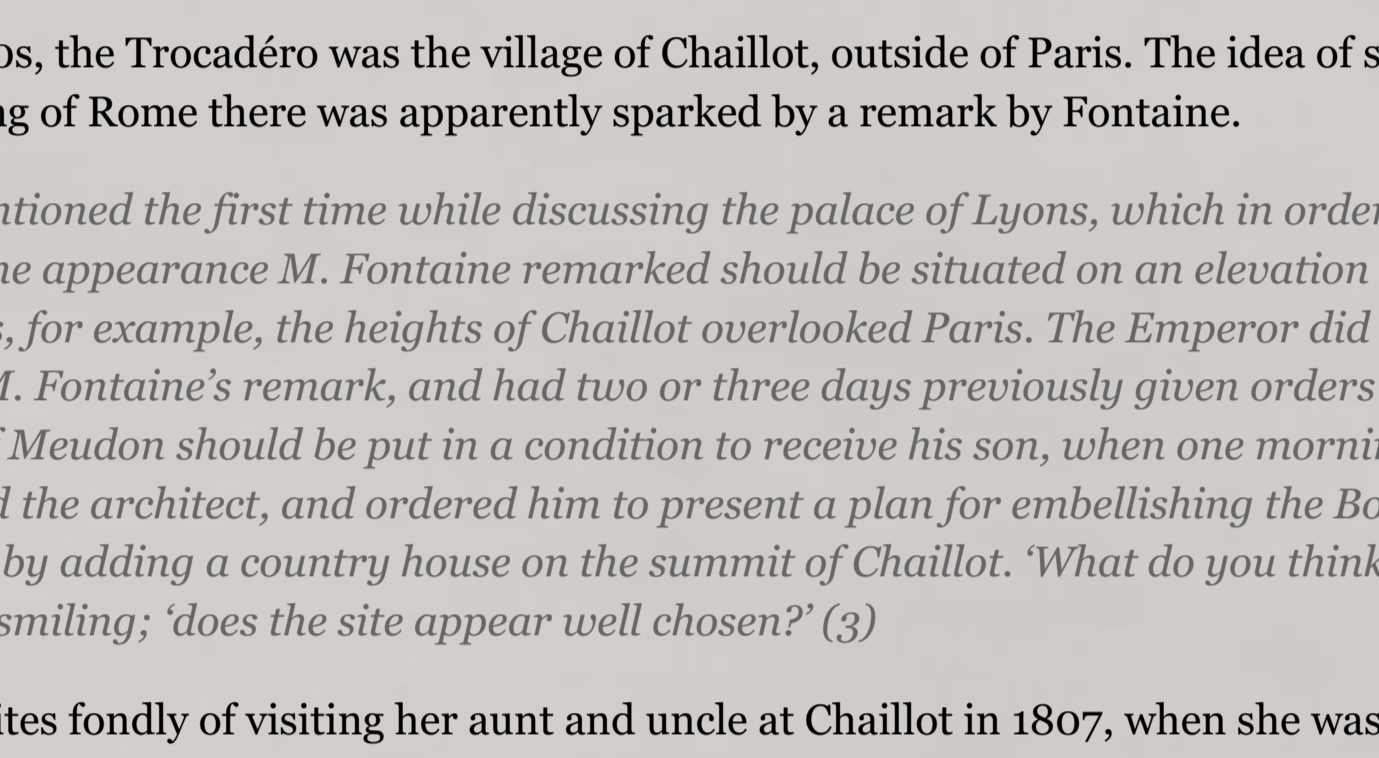 os, the Trocadéro was the village of Chaillot, outside of Paris. The idea of s
ng of Rome there was apparently sparked by a remark by Fontaine.
ntioned the first time while discussing the palace of Lyons, which in order
ne appearance M. Fontaine remarked should be situated on an elevation
s, for example, the heights of Chaillot overlooked Paris. The Emperor did
M. Fontaine’s remark, and had two or three days previously given orders
f Meudon should be put in a condition to receive his son, when one mornin
d the architect, and ordered him to present a plan for embellishing the Bo
by adding a country house on the summit of Chaillot. ‘What do you think
smiling; ‘does the site appear well chosen?’ (3)
ites fondly of visiting her aunt and uncle at Chaillot in 1807, when she was